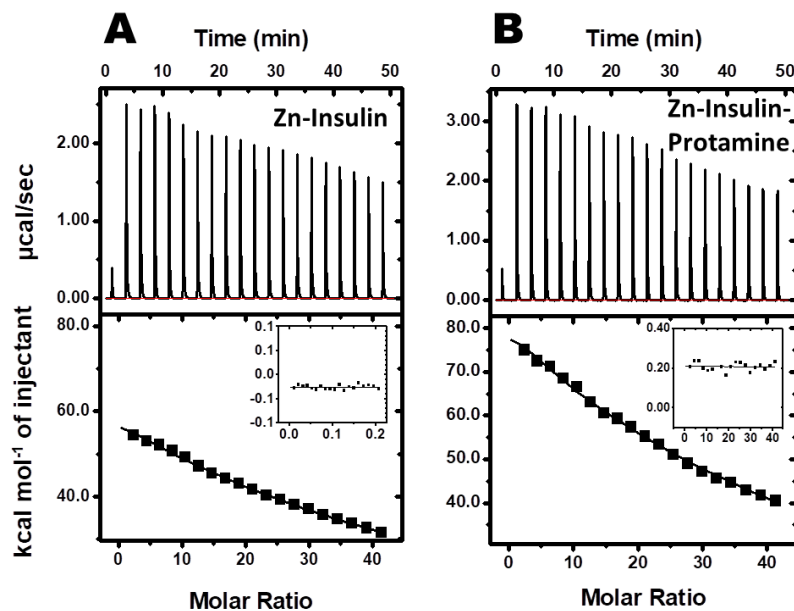 A
B
Time (min)
Time (min)
0 10 20 30 40 50
0 10 20 30 40 50
Zn-Insulin
Zn-Insulin-
Protamine
µcal/sec
2.00
1.00
0.00
3.00
2.00
1.00
0.00
kcal mol-1 of injectant
80.0
60.0
40.0
0.1
0.1
-0.0
-0.1
-0.1
0.0 0.1 0.2
80.0
70.0
60.0
50.0
40.0
0.40
0.20
0.00
0 10 20 30 40
0 10 20 30 40
0 10 20 30 40
Molar Ratio
Molar Ratio